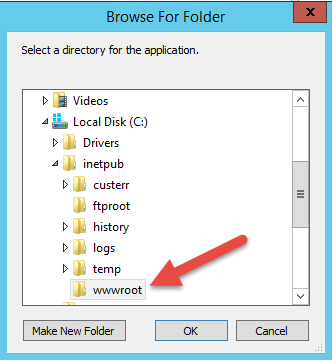 Browse For Folder
x
Select a directory for the application.
Videos
Local Disk (C:)
Drivers
inetpub
custerr
ftproot
history
logs
temp
wwwroot
Make New Folder OK Cancel